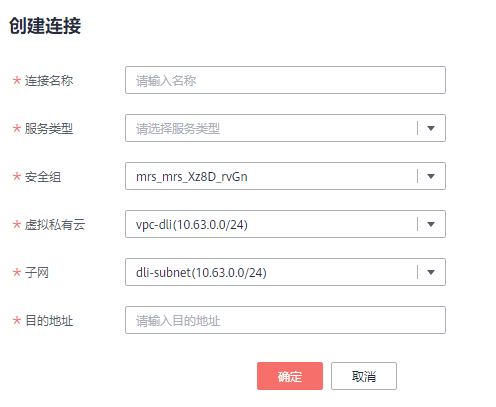 创建连接
* 连接名称 请输入名称
* 服务类型 请选择服务类型
* 安全组 mrs_mrs_Xz8D_rvGn
* 虚拟私有云 vpc-dli(10.63.0.0/24)
* 子网 dli-subnet(10.63.0.0/24)
* 目的地址 请输入目的地址
确定 取消